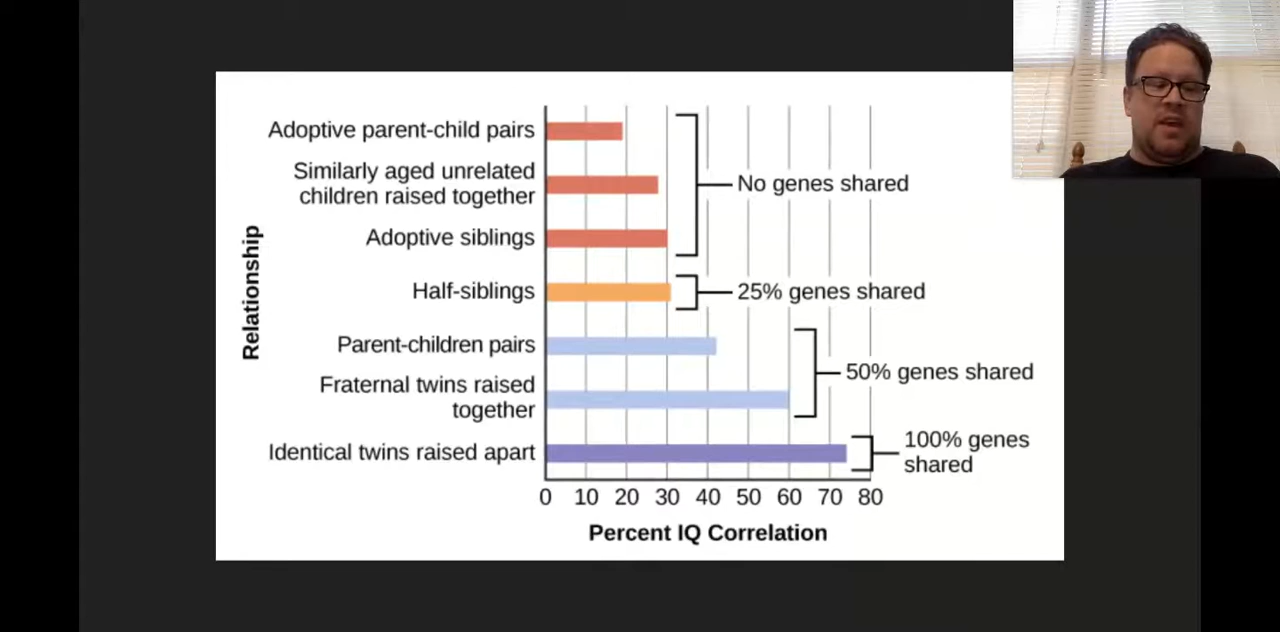 Adoptive parent-child pairs
Similarly aged unrelated
children raised together
Adoptive siblings
Half-siblings
Parent-children pairs
Fraternal twins raised
together
Identical twins raised apart
Relationship
No genes shared
25% genes shared
50% genes shared
100% genes
shared
0 10 20 30 40 50 60 70 80
Percent IQ Correlation